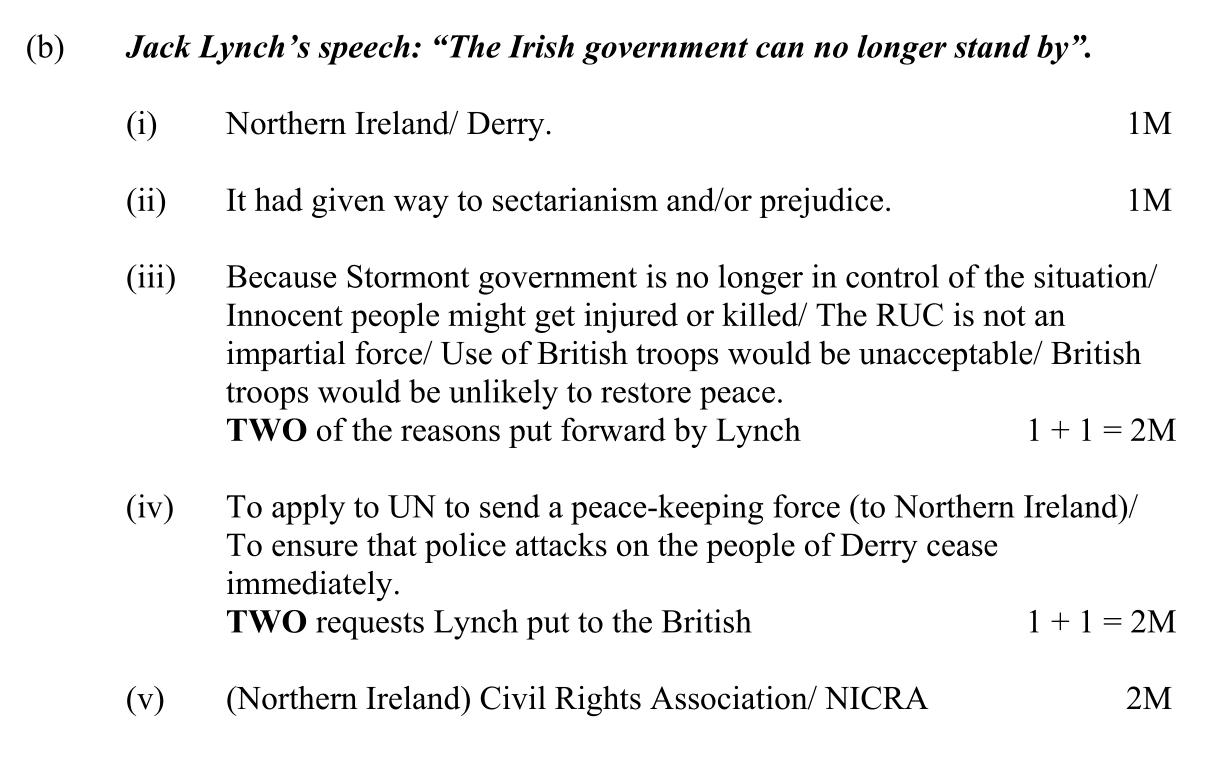 (b) Jack Lynch’s speech: “The Irish government can no longer stand by”.
(i) Northern Ireland/ Derry. 1M
(ii) It had given way to sectarianism and/or prejudice. 1M
(iii) Because Stormont government is no longer in control of the situation/
Innocent people might get injured or killed/ The RUC is not an
impartial force/ Use of British troops would be unacceptable/ British
troops would be unlikely to restore peace.
TWO of the reasons put forward by Lynch 1 + 1 = 2M
(iv) To apply to UN to send a peace-keeping force (to Northern Ireland)/
To ensure that police attacks on the people of Derry cease
immediately.
TWO requests Lynch put to the British 1 + 1 = 2M
(v) (Northern Ireland) Civil Rights Association/ NICRA 2M